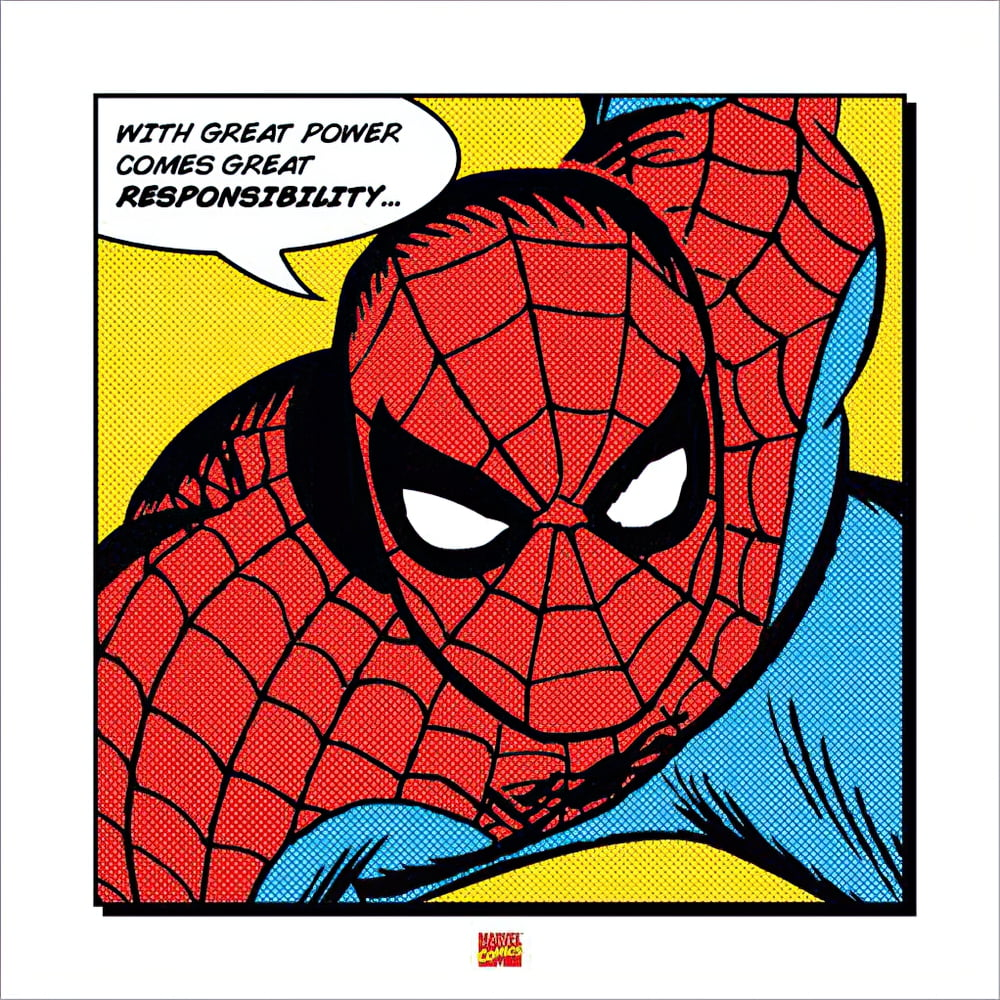 WITH GREAT POWER
COMES GREAT
RESPONSIBILITY...
MARVEL
COMICS